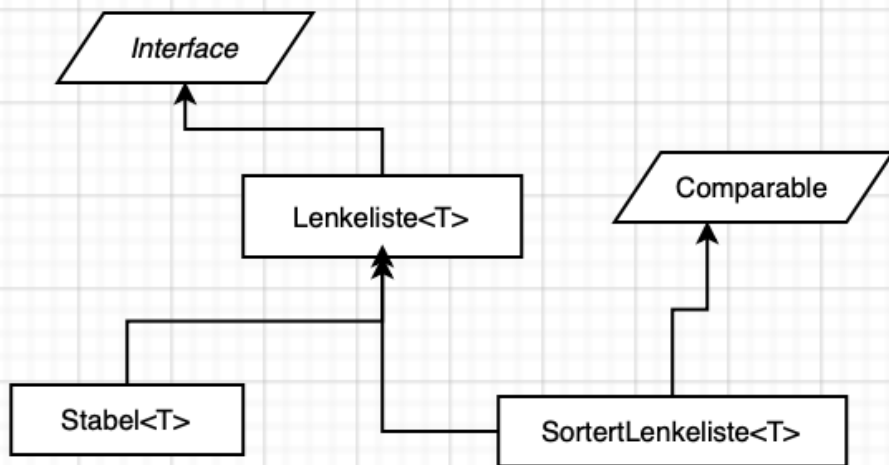 Interface
Lenkeliste<T>
Comparable
Stabel<T>
SortertLenkeliste<T>